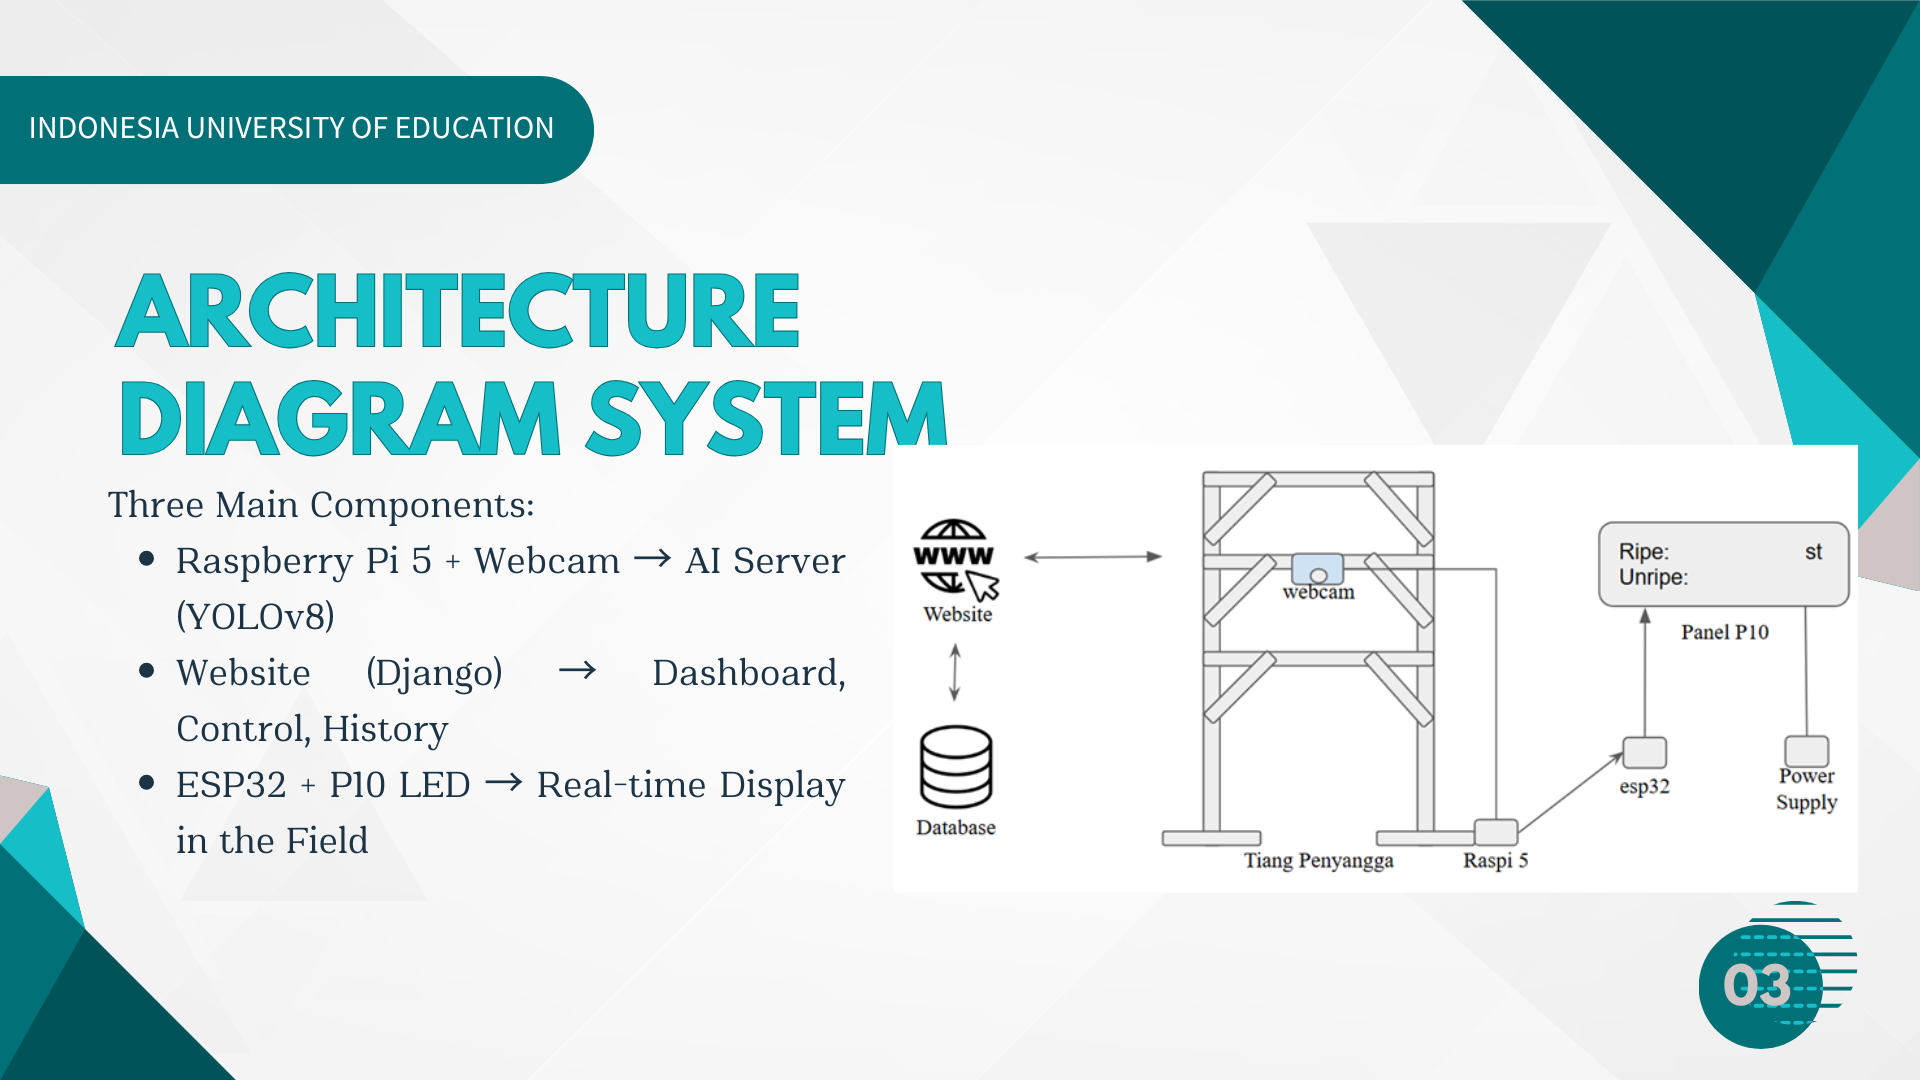 INDONESIA UNIVERSITY OF EDUCATION
ARCHITECTURE
DIAGRAM SYSTEM
Three Main Components:
• Raspberry Pi 5 + Webcam → AI Server
(YOLOv8)
• Website (Django) → Dashboard,
Control, History
• ESP32 + P10 LED → Real-time Display
in the Field
WWW
Website
Database
webcam
Tiang Penyangga
Raspi 5
Ripe: st
Unripe:
Panel P10
esp32
Power
Supply
03